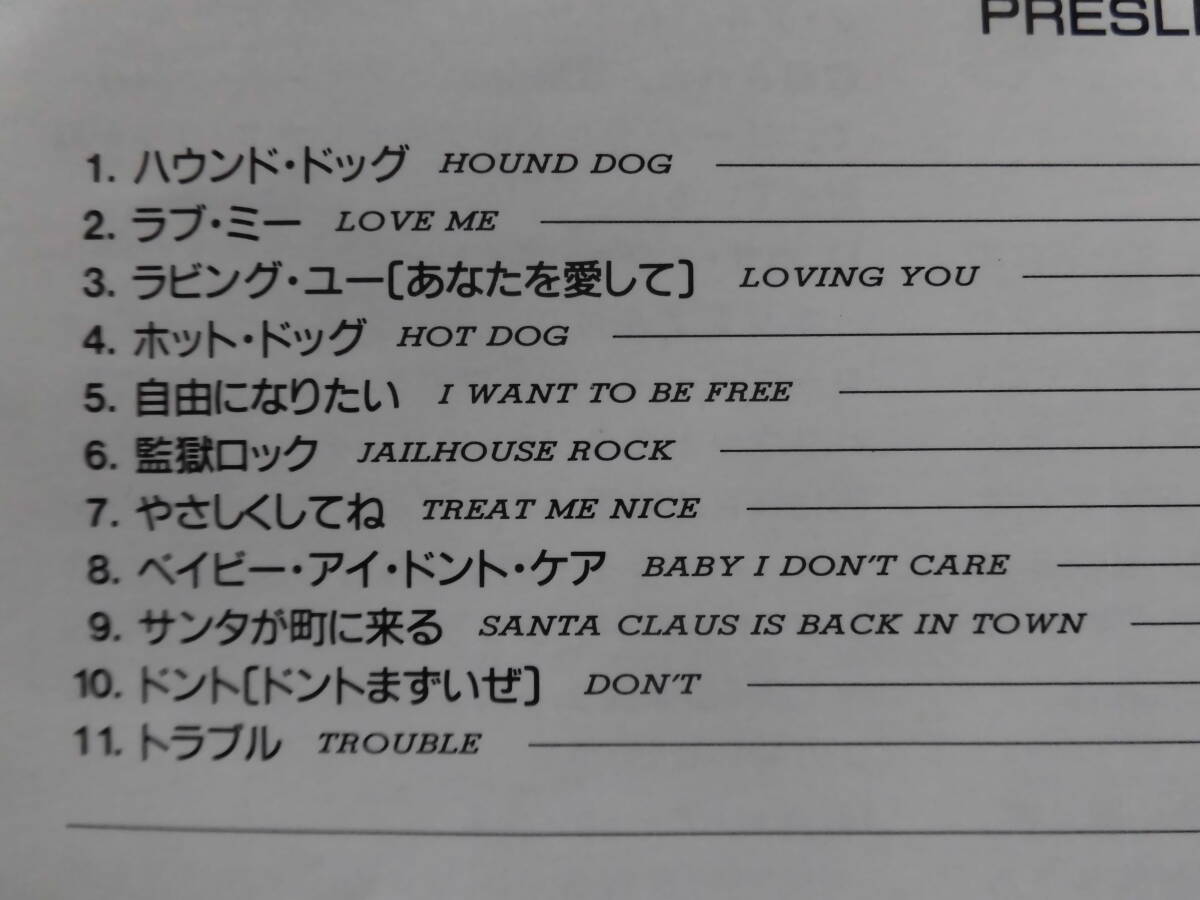 PRESL
1. ハウンド・ドッグ HOUND DOG
2. ラブ・ミー LOVE ME
3. ラビング・ユー[あなたを愛して] LOVING YOU
4. ホット・ドッグ HOT DOG
5. 自由になりたい I WANT TO BE FREE
6. 監獄ロック JAILHOUSE ROCK
7. やさしくしてね TREAT ME NICE
8. ベイビー・アイ・ドント・ケア BABY I DON'T CARE
9. サンタが町に来る SANTA CLAUS IS BACK IN TOWN
10. ドント[ドントまずいぜ] DON'T
11. トラブル TROUBLE